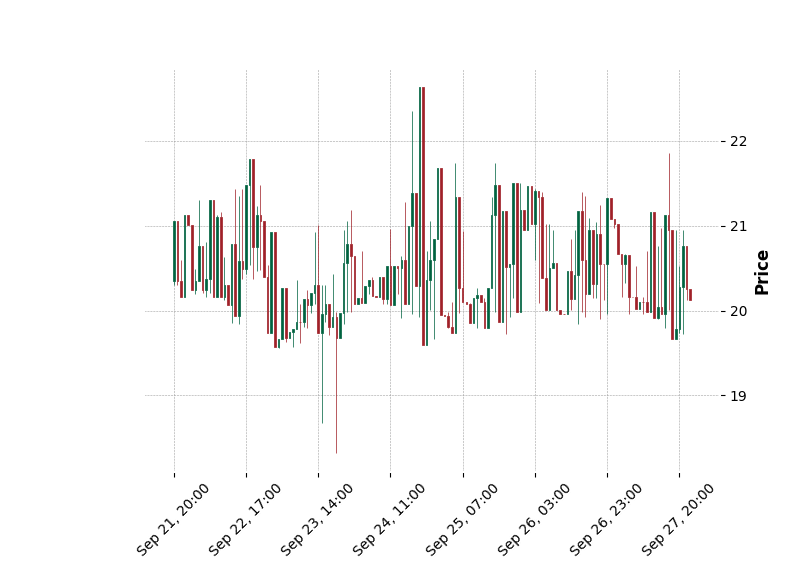 22
21
20
19
Price
Sep 21, 20:00
Sep 22, 17:00
Sep 23, 14:00
Sep 24, 11:00
Sep 25, 07:00
Sep 26, 03:00
Sep 26, 23:00
Sep 27, 20:00